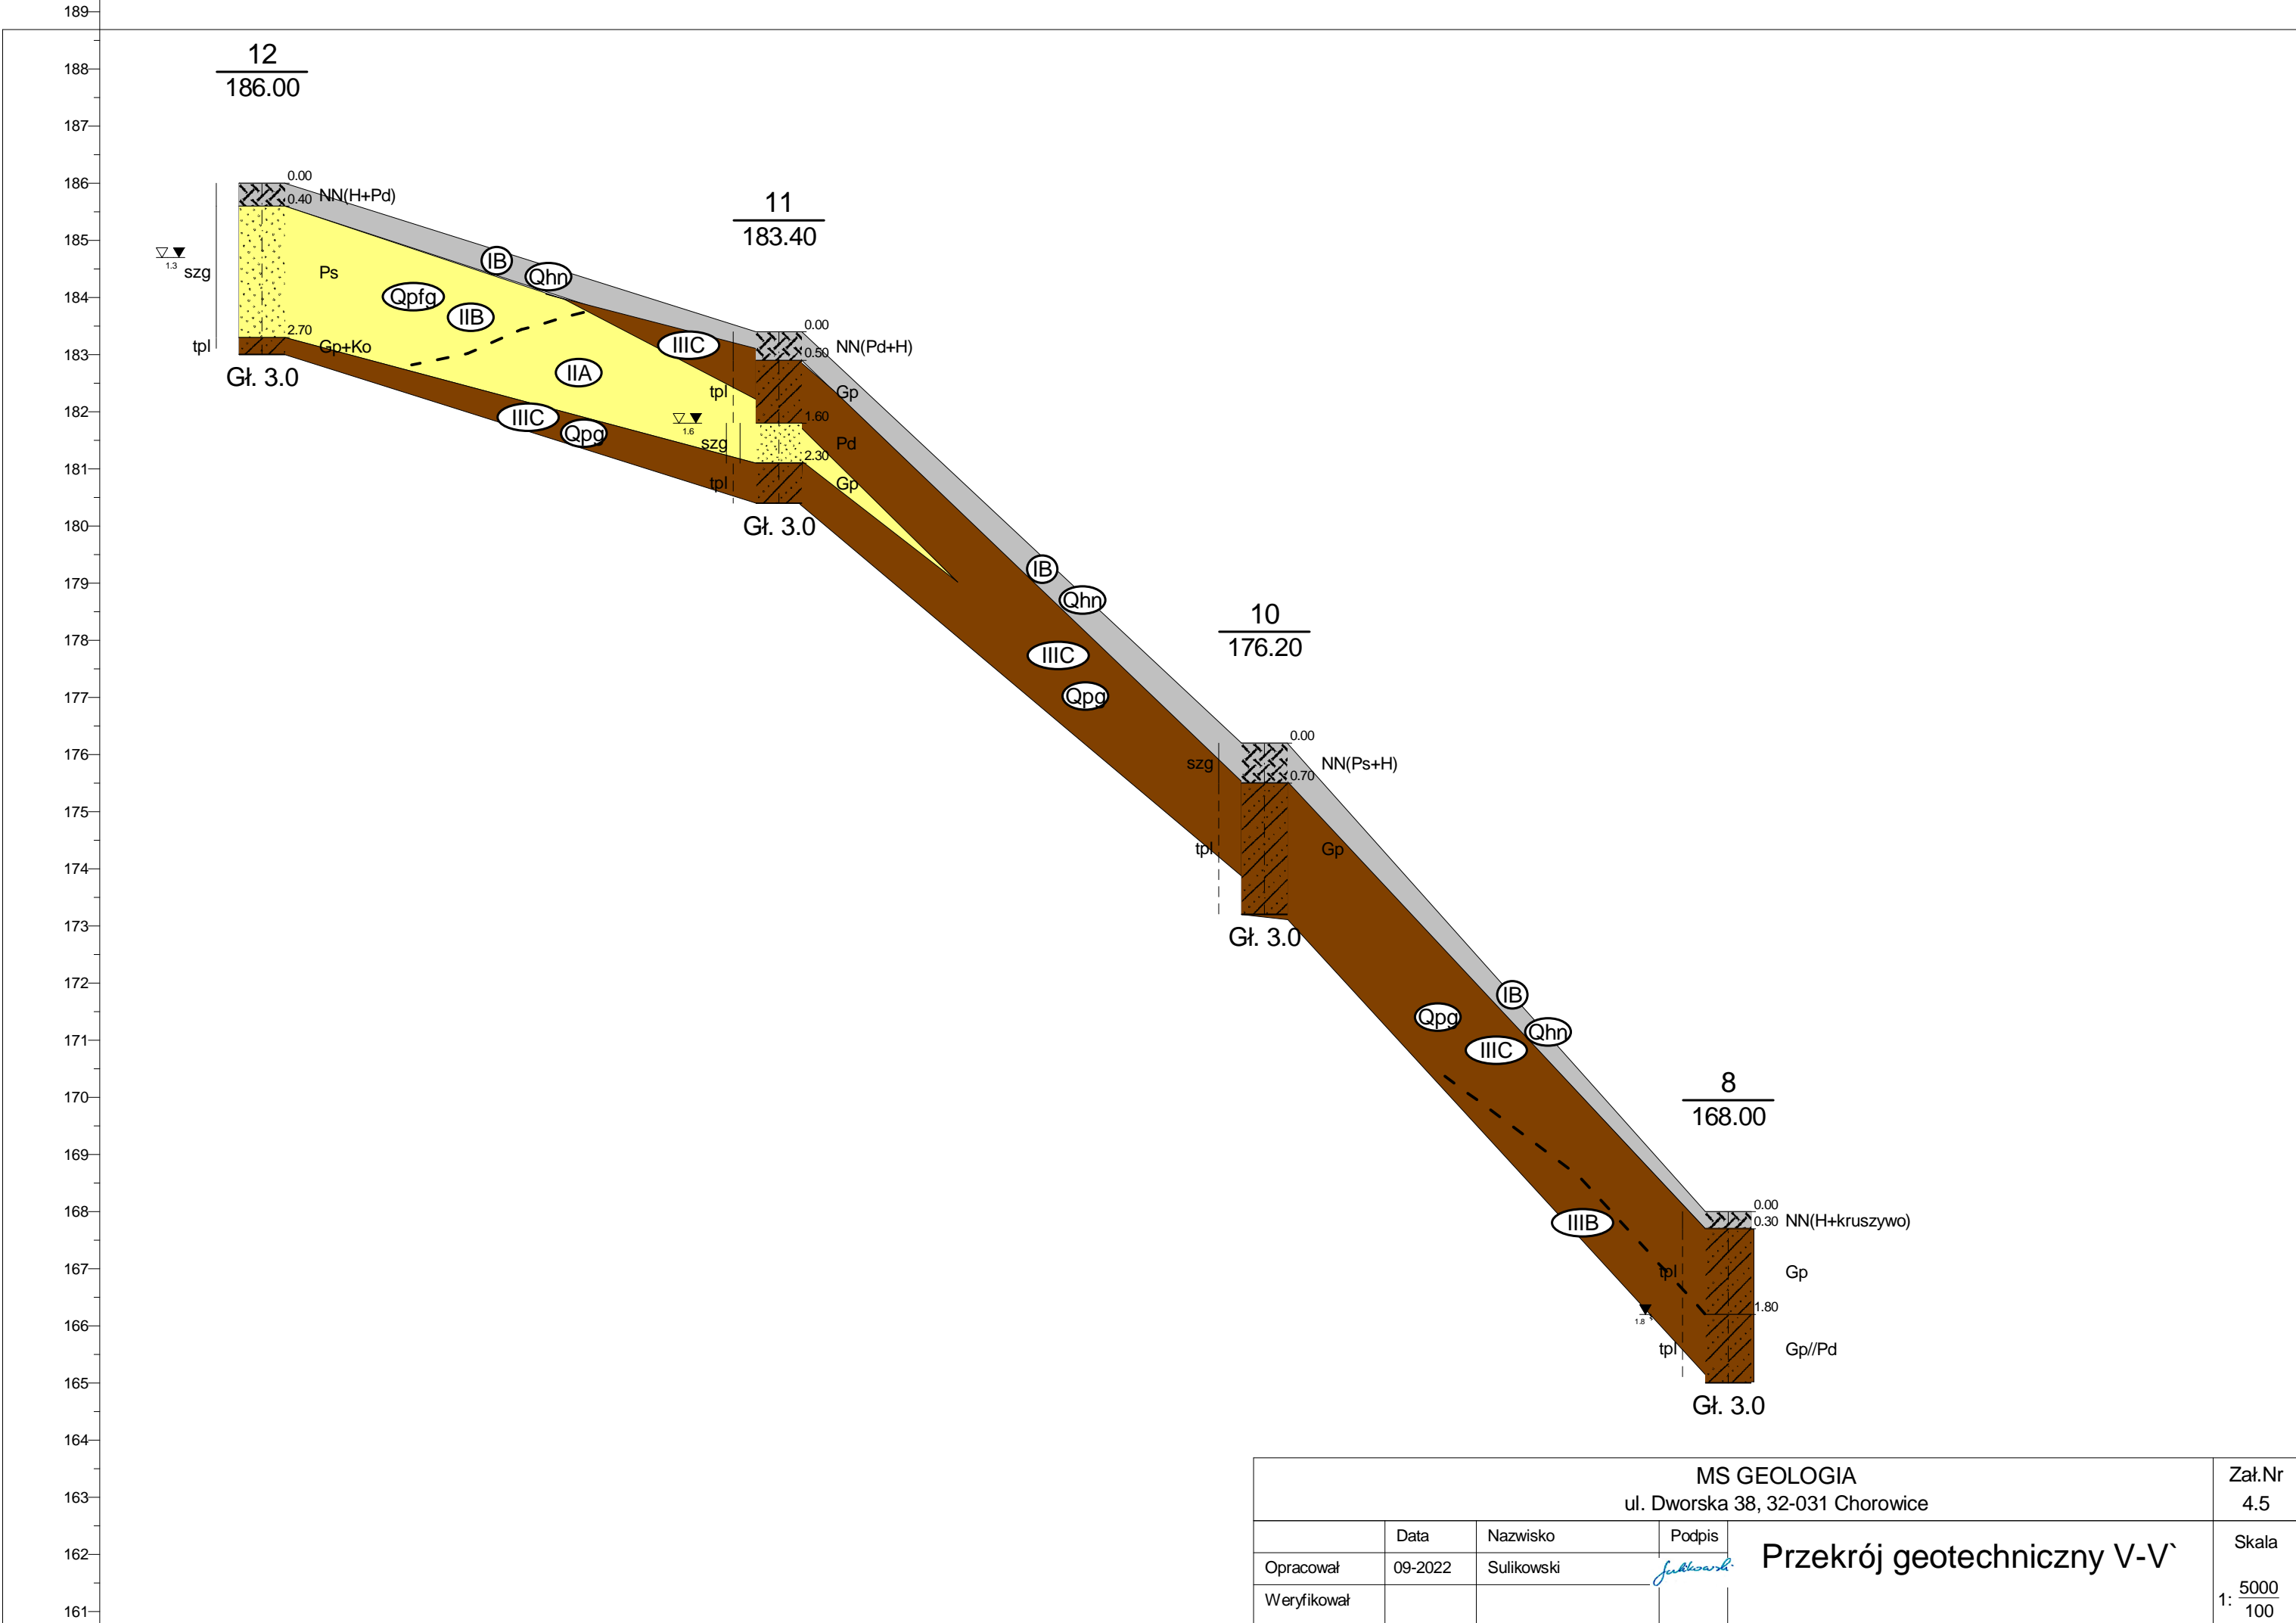 189
188
187
186
185
184
183
182
181
180
179
178
177
176
175
174
173
172
171
170
169
168
167
166
165
164
163
162
161
12
186.00
0.00
0.40
NN(H+Pd)
1.3
szg
Ps
2.70
tpl
Gp+Ko
Gł. 3.0
IB
Qhn
Qpfg
IIB
IIA
IIIC
IIIC
Qpg
11
183.40
0.00
0.50
NN(Pd+H)
tpl
Gp
1.60
1.6
szg
Pd
2.30
tpl
Gp
Gł. 3.0
IB
Qhn
IIIC
Qpg
10
176.20
0.00
szg
NN(Ps+H)
0.70
tpl
Gp
Gł. 3.0
IB
Qhn
Qpg
IIIC
IIIB
8
168.00
0.00
0.30
NN(H+kruszywo)
tpl
Gp
1.80
1.8
tpl
Gp//Pd
Gł. 3.0
MS GEOLOGIA
ul. Dworska 38, 32-031 Chorowice
Zał.Nr
4.5
Data
Nazwisko
Podpis
Opracował
09-2022
Sulikowski
Sulikowski
Weryfikował
Przekrój geotechniczny V-V`
Skala
1: 5000
100